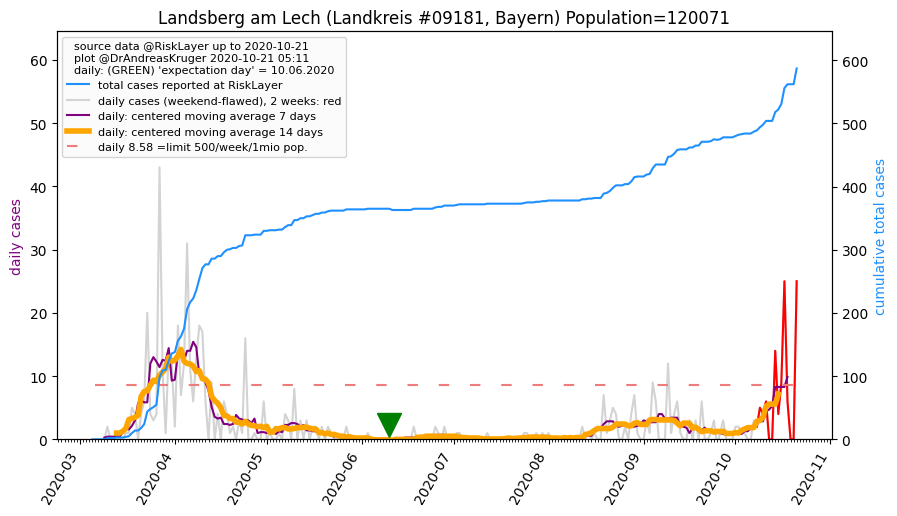 Landsberg am Lech (Landkreis #09181, Bayern) Population=120071
source data @RiskLayer up to 2020-10-21
plot @DrAndreasKruger 2020-10-21 05:11
daily: (GREEN) 'expectation day' = 10.06.2020
total cases reported at RiskLayer
daily cases (weekend-flawed), 2 weeks: red
daily: centered moving average 7 days
daily: centered moving average 14 days
daily 8.58 =limit 500/week/1mio pop.
daily cases
60
50
40
30
20
10
0
cumulative total cases
600
500
400
300
200
100
0
2020-03
2020-04
2020-05
2020-06
2020-07
2020-08
2020-09
2020-10
2020-11